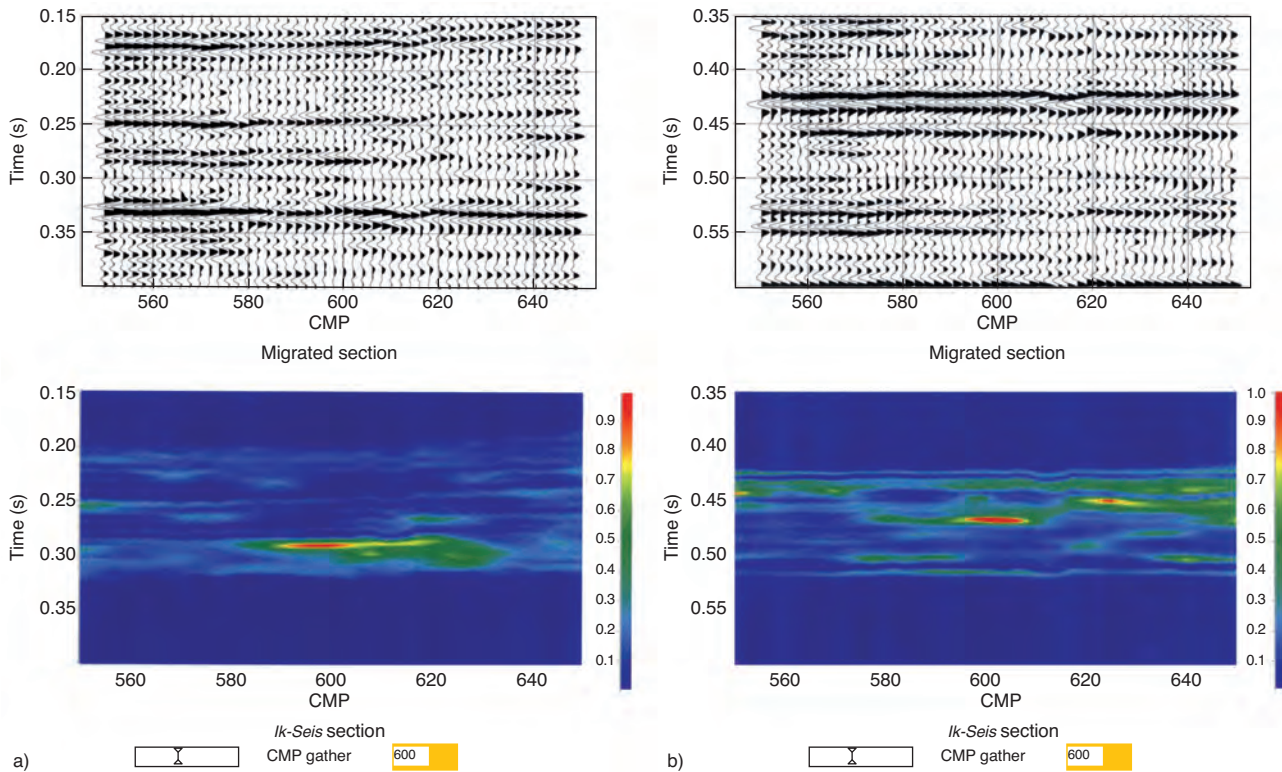 0.15
0.20
0.25
0.30
0.35
Time (s)
560 580 600 620 640
CMP
Migrated section
0.35
0.40
0.45
0.50
0.55
Time (s)
560 580 600 620 640
CMP
Migrated section
0.15
0.20
0.25
0.30
0.35
Time (s)
0.9
0.8
0.7
0.6
0.5
0.4
0.3
0.2
0.1
560 580 600 620 640
CMP
Ik-Seis section
a) CMP gather 600
0.35
0.40
0.45
0.50
0.55
Time (s)
1.0
0.9
0.8
0.7
0.6
0.5
0.4
0.3
0.2
0.1
560 580 600 620 640
CMP
Ik-Seis section
b) CMP gather 600